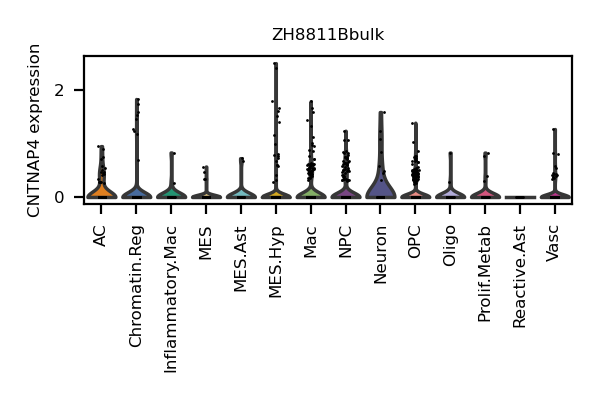 ZH8811Bbulk
CNTNAP4 expression
2
0
AC
Chromatin.Reg
Inflammatory.Mac
MES
MES.Ast
MES.Hyp
Mac
NPC
Neuron
OPC
Oligo
Prolif.Metab
Reactive.Ast
Vasc